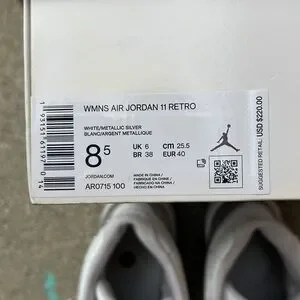 WMNS AIR JORDAN 11 RETRO
WHITE/METALLIC SILVER
BLANC/ARGENT METALLIQUE
8.5
UK 6
CM 25.5
BR 38
EUR 40
JORDAN.COM
AR0715 100
MADE IN CHINA /
FABRIQUE EN CHINE /
FABRICADO NA CHINA /
HECHO EN CHINA
SUGGESTED RETAIL USD $220.00